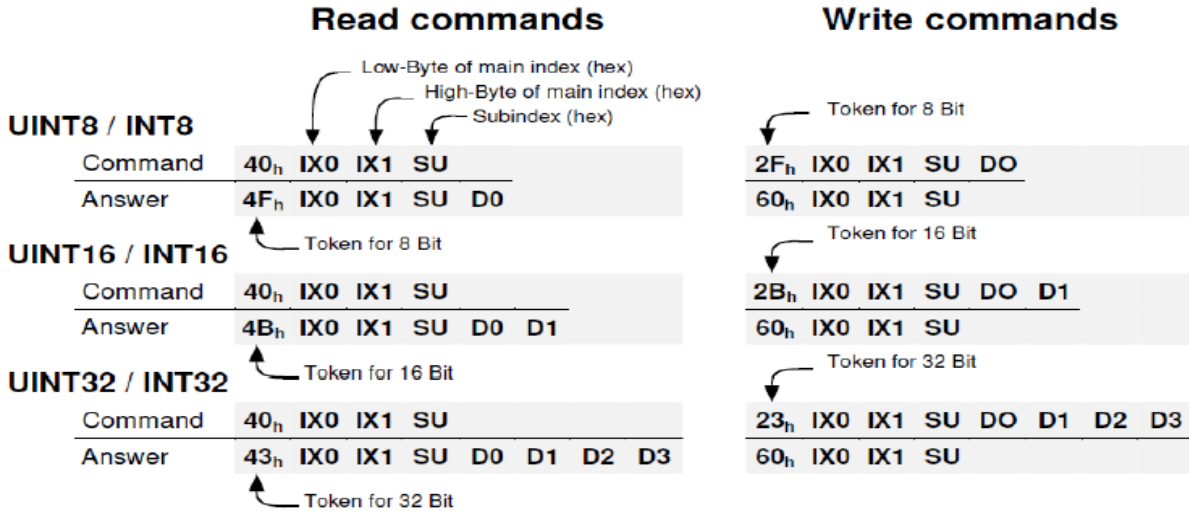 Read commands Write commands
Low-Byte of main index (hex)
High-Byte of main index (hex)
Subindex (hex)
Token for 8 Bit
UINT8 / INT8
Command 40h IX0 IX1 SU 2Fh IX0 IX1 SU DO
Answer 4Fh IX0 IX1 SU D0 60h IX0 IX1 SU
Token for 8 Bit
Token for 16 Bit
UINT16 / INT16
Command 40h IX0 IX1 SU 2Bh IX0 IX1 SU DO D1
Answer 4Bh IX0 IX1 SU D0 D1 60h IX0 IX1 SU
Token for 16 Bit
Token for 32 Bit
UINT32 / INT32
Command 40h IX0 IX1 SU 23h IX0 IX1 SU DO D1 D2 D3
Answer 43h IX0 IX1 SU D0 D1 D2 D3 60h IX0 IX1 SU
Token for 32 Bit